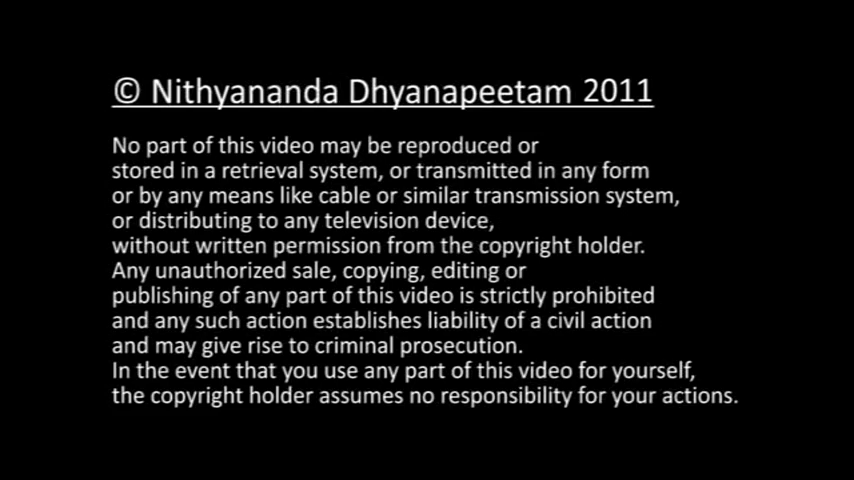 © Nithyananda Dhyanapeetam 2011
No part of this video may be reproduced or
stored in a retrieval system, or transmitted in any form
or by any means like cable or similar transmission system,
or distributing to any television device,
without written permission from the copyright holder.
Any unauthorized sale, copying, editing or
publishing of any part of this video is strictly prohibited
and any such action establishes liability of a civil action
and may give rise to criminal prosecution.
In the event that you use any part of this video for yourself,
the copyright holder assumes no responsibility for your actions.